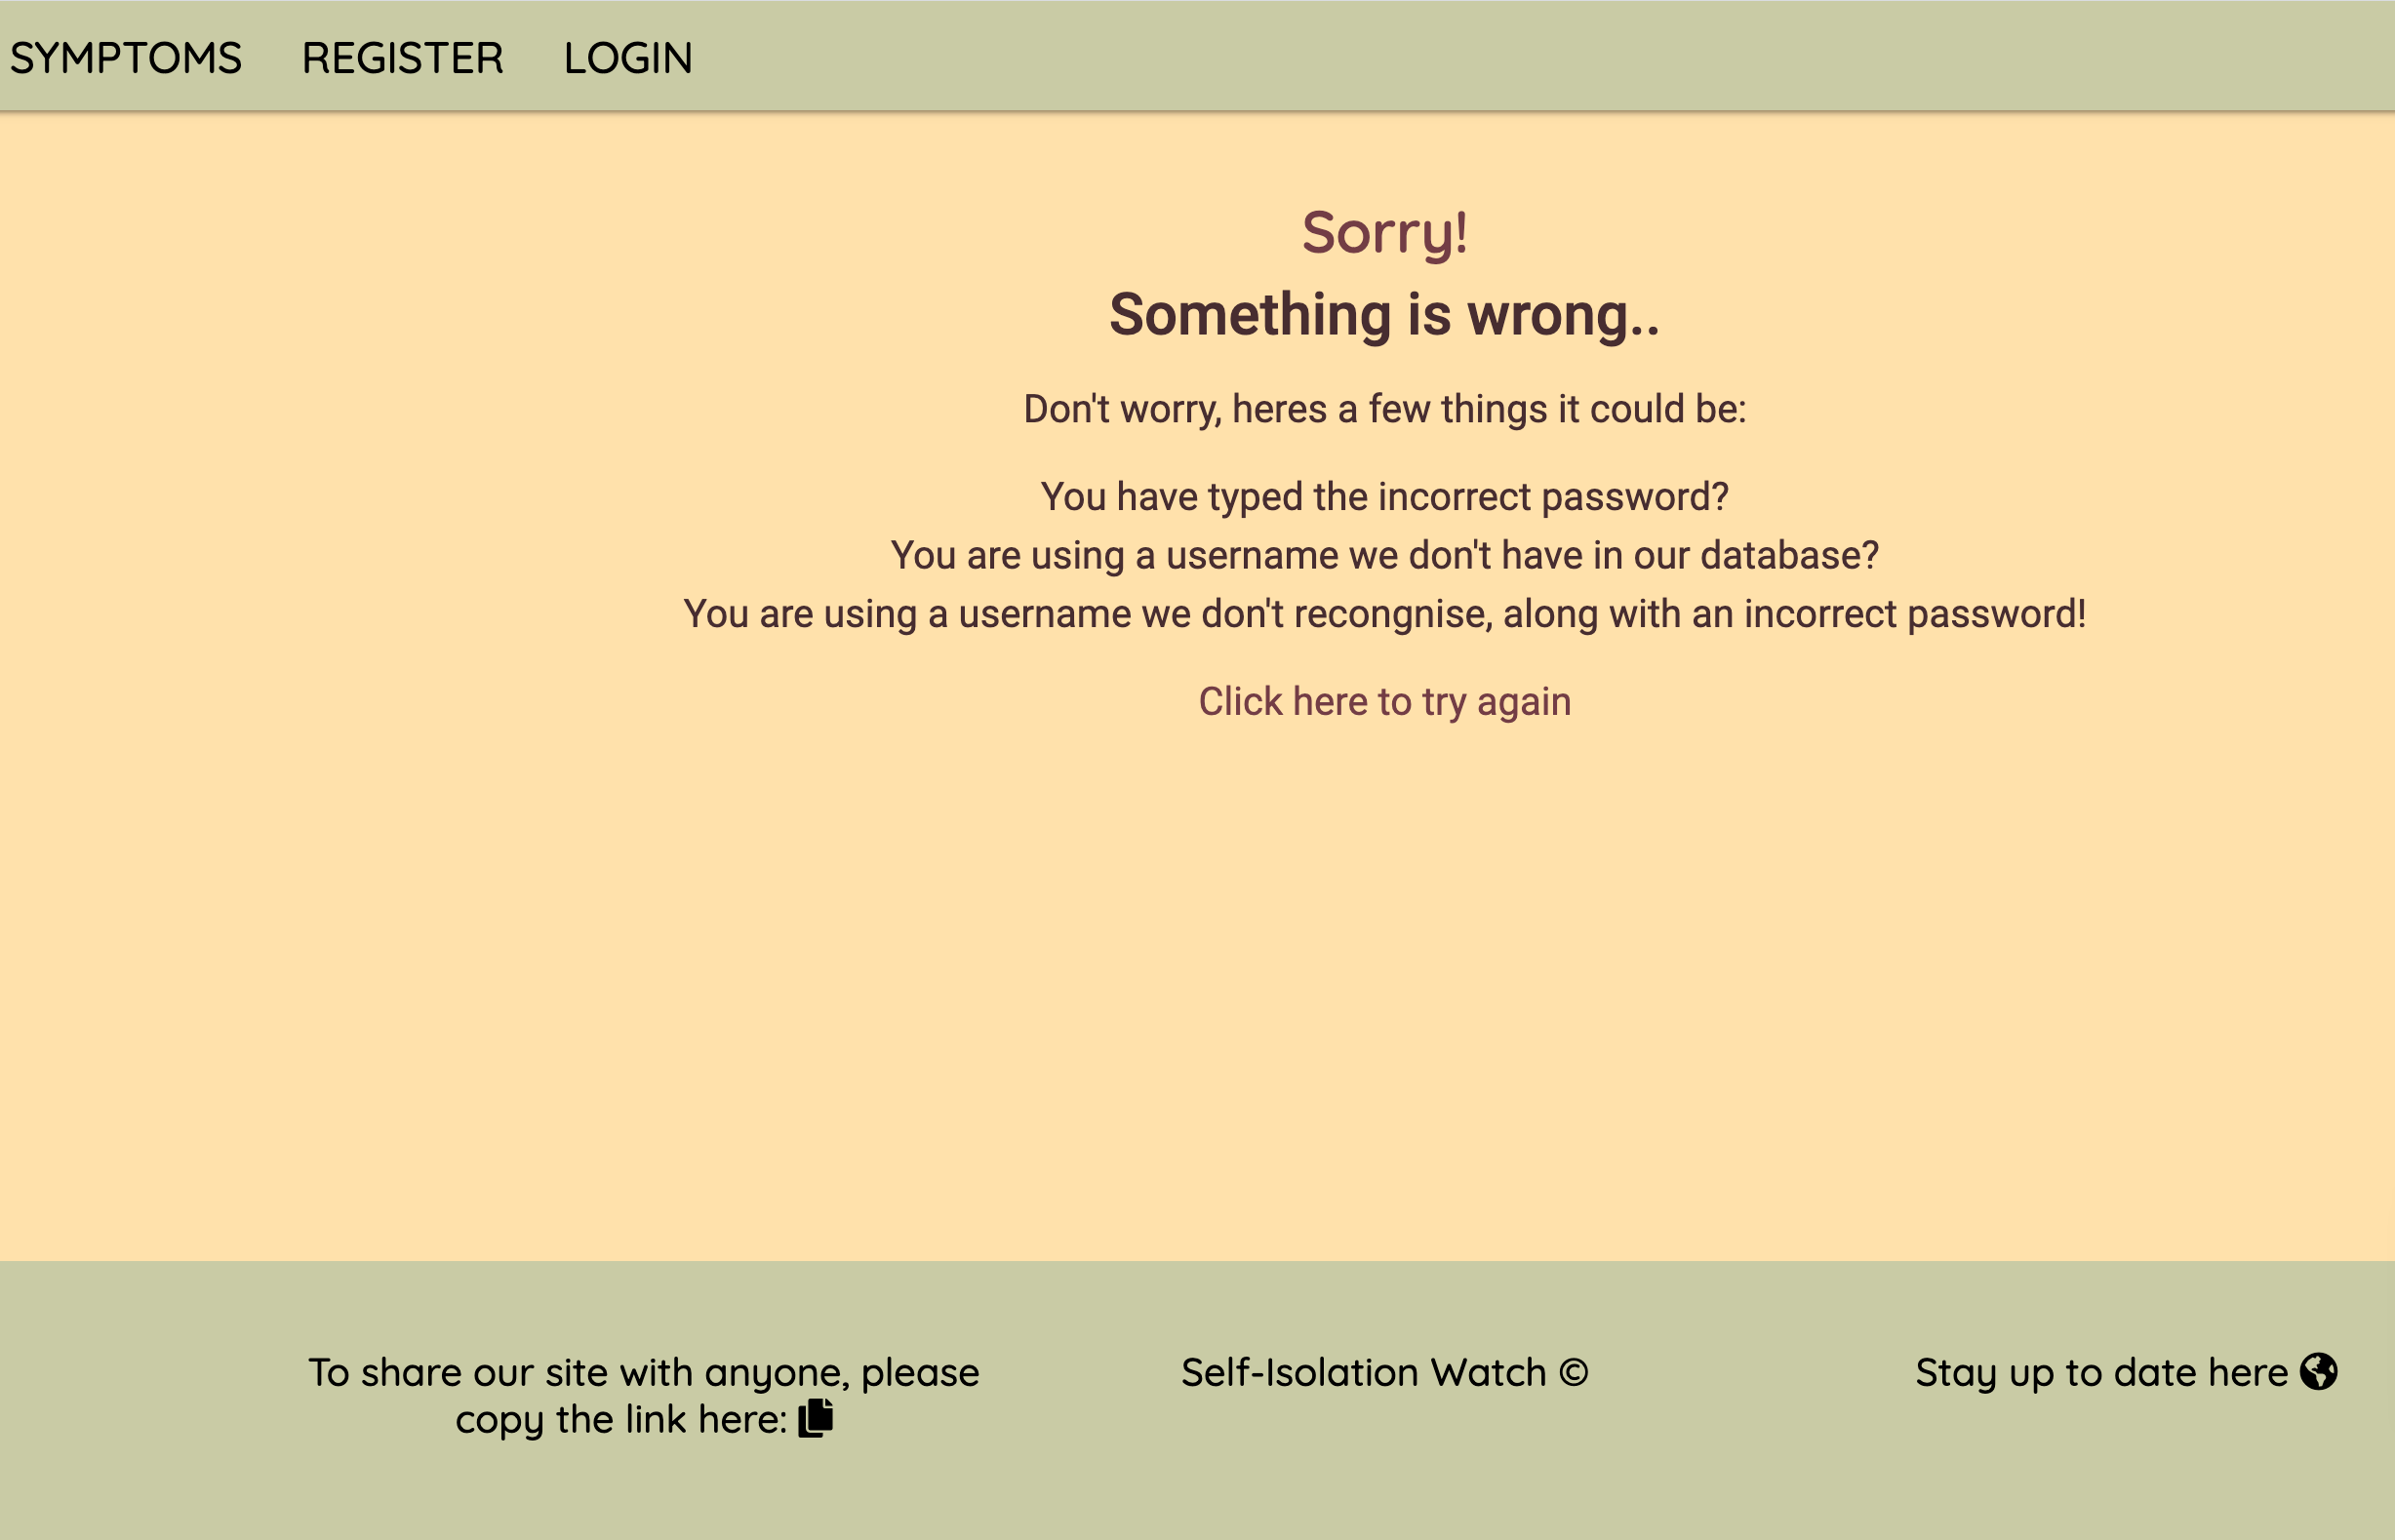 SYMPTOMS REGISTER LOGIN
Sorry!
Something is wrong..
Don't worry, heres a few things it could be:
You have typed the incorrect password?
You are using a username we don't have in our database?
You are using a username we don't recongnise, along with an incorrect password!
Click here to try again
To share our site with anyone, please
copy the link here:
Self-Isolation Watch ©
Stay up to date here